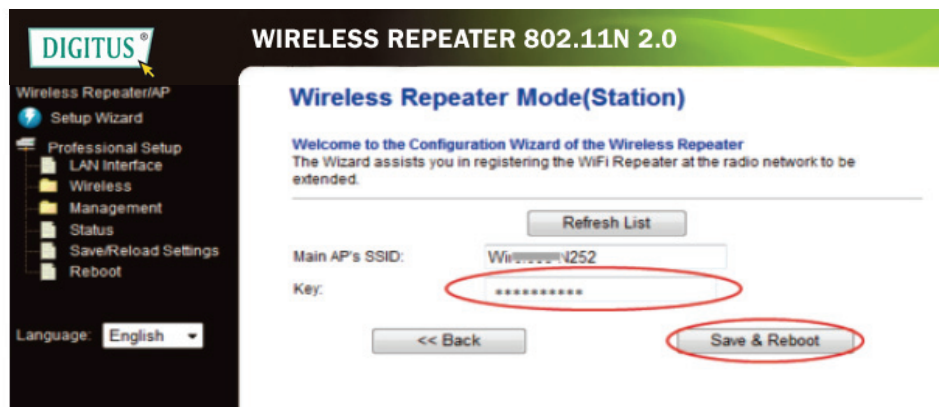 DIGITUS®
WIRELESS REPEATER 802.11N 2.0
Wireless Repeater/AP
Setup Wizard
Professional Setup
LAN Interface
Wireless
Management
Status
Save/Reload Settings
Reboot
Language: English
Wireless Repeater Mode(Station)
Welcome to the Configuration Wizard of the Wireless Repeater
The Wizard assists you in registering the WiFi Repeater at the radio network to be
extended.
Refresh List
Main AP's SSID:
Key: **********
<< Back
Save & Reboot